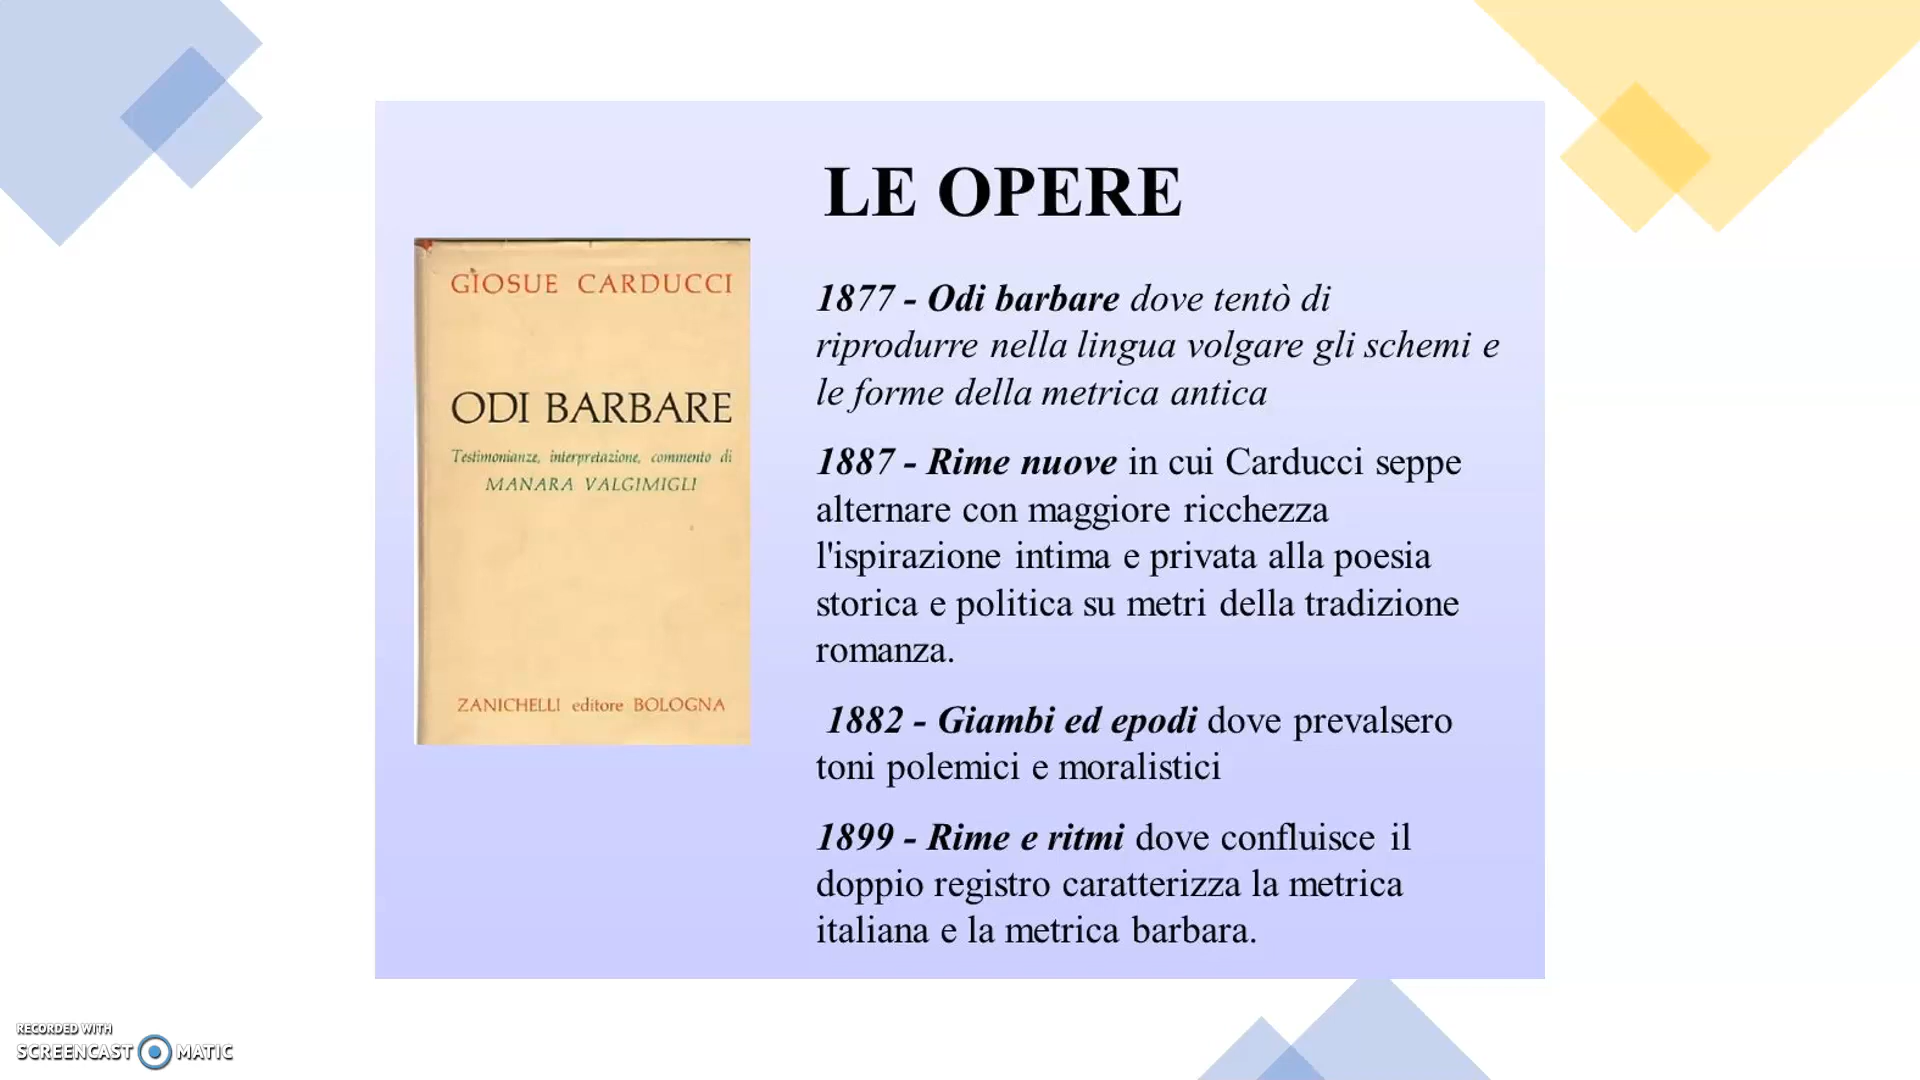 LE OPERE
GIOSUE CARDUCCI
ODI BARBARE
Testimonianze, interpretazione, commento di
MANARA VALGIMIGLI
ZANICHELLI editore BOLOGNA
1877 - Odi barbare dove tentò di
riprodurre nella lingua volgare gli schemi e
le forme della metrica antica
1887 - Rime nuove in cui Carducci seppe
alternare con maggiore ricchezza
l'ispirazione intima e privata alla poesia
storica e politica su metri della tradizione
romanza.
1882 - Giambi ed epodi dove prevalsero
toni polemici e moralistici
1899 - Rime e ritmi dove confluisce il
doppio registro caratterizza la metrica
italiana e la metrica barbara.
RECORDED WITH
SCREENCAST MATIC